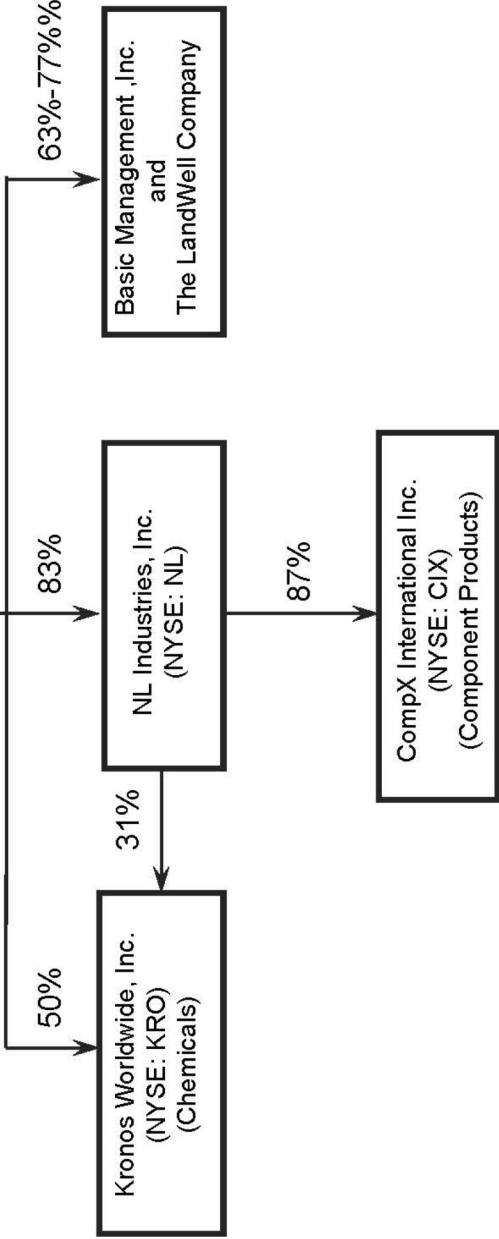 50%
83%
63%-77%%
Kronos Worldwide, Inc.
(NYSE: KRO)
(Chemicals)
31%
NL Industries, Inc.
(NYSE: NL)
Basic Management ,Inc.
and
The LandWell Company
87%
CompX International Inc.
(NYSE: CIX)
(Component Products)